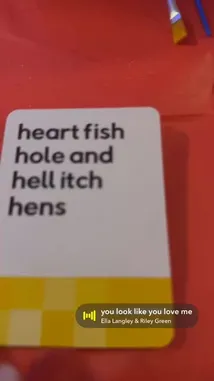 heart fish
hole and
hell itch
hens
you look like you love me
Ella Langley & Riley Green